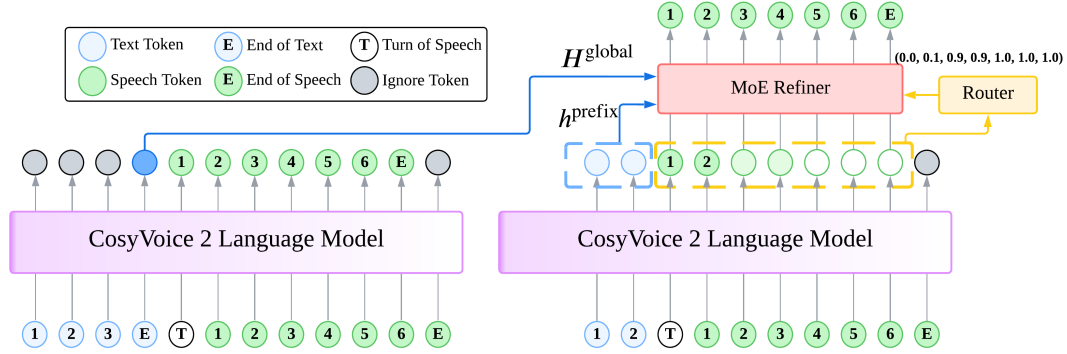 Text Token
E End of Text
T Turn of Speech
Speech Token
E End of Speech
Ignore Token
1 2 3 4 5 6 E
H^global
(0.0, 0.1, 0.9, 0.9, 1.0, 1.0, 1.0)
MoE Refiner
Router
h^prefix
1 2 3 4 5 6 E
1 2
CosyVoice 2 Language Model
CosyVoice 2 Language Model
1 2 3 E T 1 2 3 4 5 6 E
1 2 T 1 2 3 4 5 6 E